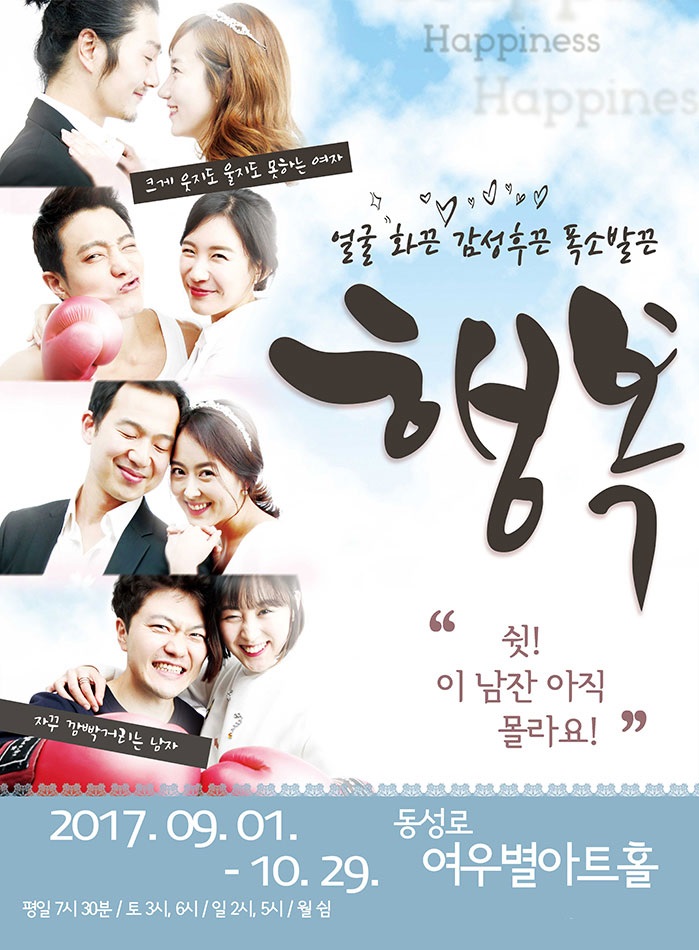 Happiness
Happines
크게 웃지도 울지도 못하는 여자
얼굴 "화끈" 감성후끈 폭소발끈
행복
“ 쉿!
이 남잔 아직
몰라요! ”
자꾸 깜빡거리는 남자
2017. 09. 01.
- 10. 29.
동성로
여우별아트홀
평일 7시 30분 / 토 3시, 6시 / 일 2시, 5시 / 월 쉼